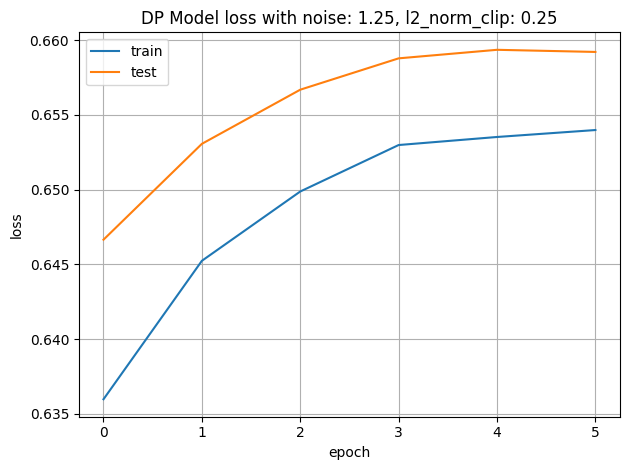 DP Model loss with noise: 1.25, l2_norm_clip: 0.25
train
test
0.660
0.655
0.650
0.645
0.640
0.635
loss
0 1 2 3 4 5
epoch